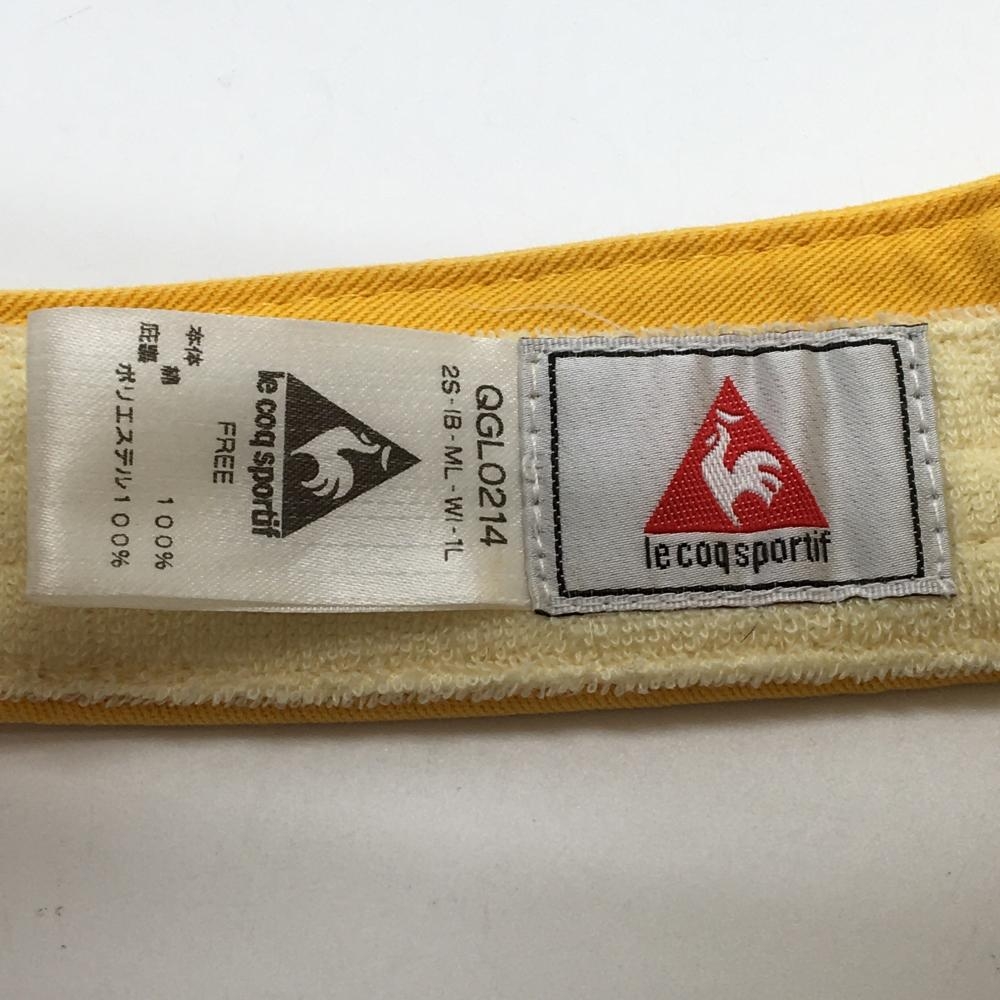 QGL0214
2S-IB-ML-WI-1L
le coq sportif
FREE
本体
綿 100%
庇裏
ポリエステル100%
le coq sportif